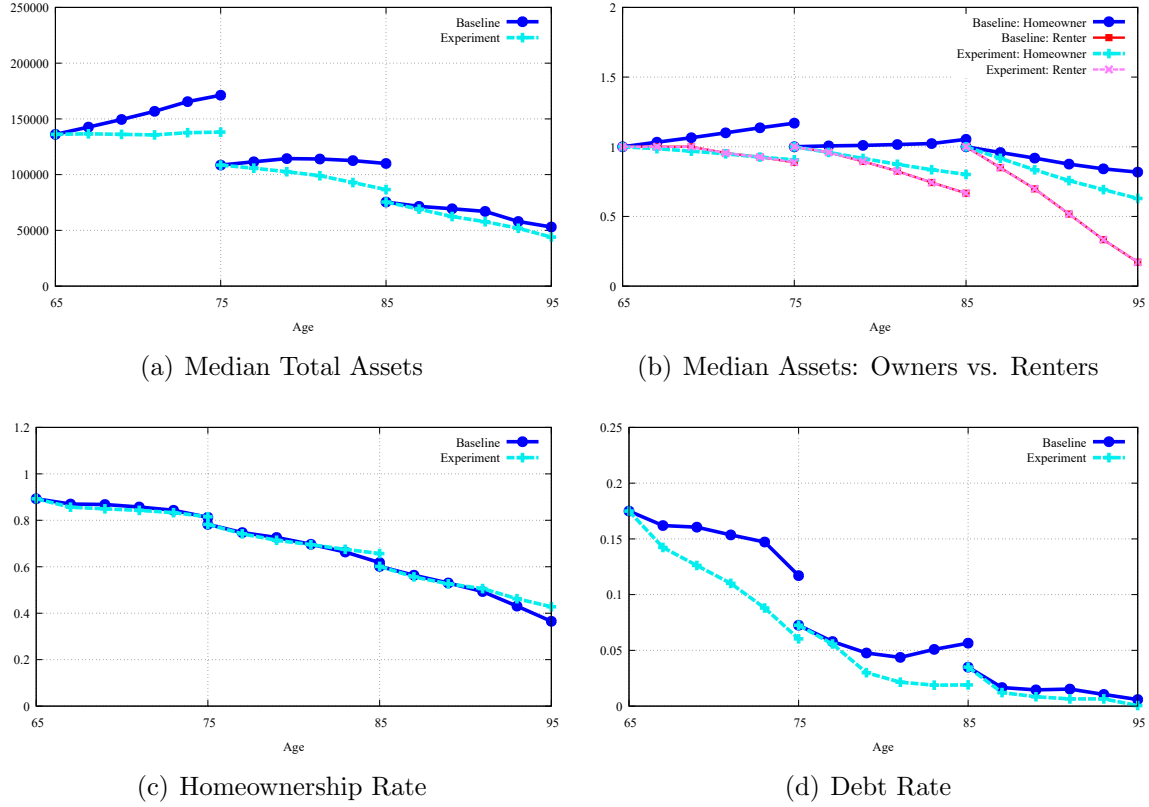 250000
200000
150000
100000
50000
0
65 75 85 95
Age
Baseline
Experiment
(a) Median Total Assets
2
1.5
1
0.5
0
65 75 85 95
Age
Baseline: Homeowner
Baseline: Renter
Experiment: Homeowner
Experiment: Renter
(b) Median Assets: Owners vs. Renters
1.2
1
0.8
0.6
0.4
0.2
0
65 75 85 95
Age
Baseline
Experiment
(c) Homeownership Rate
0.25
0.2
0.15
0.1
0.05
0
65 75 85 95
Age
Baseline
Experiment
(d) Debt Rate